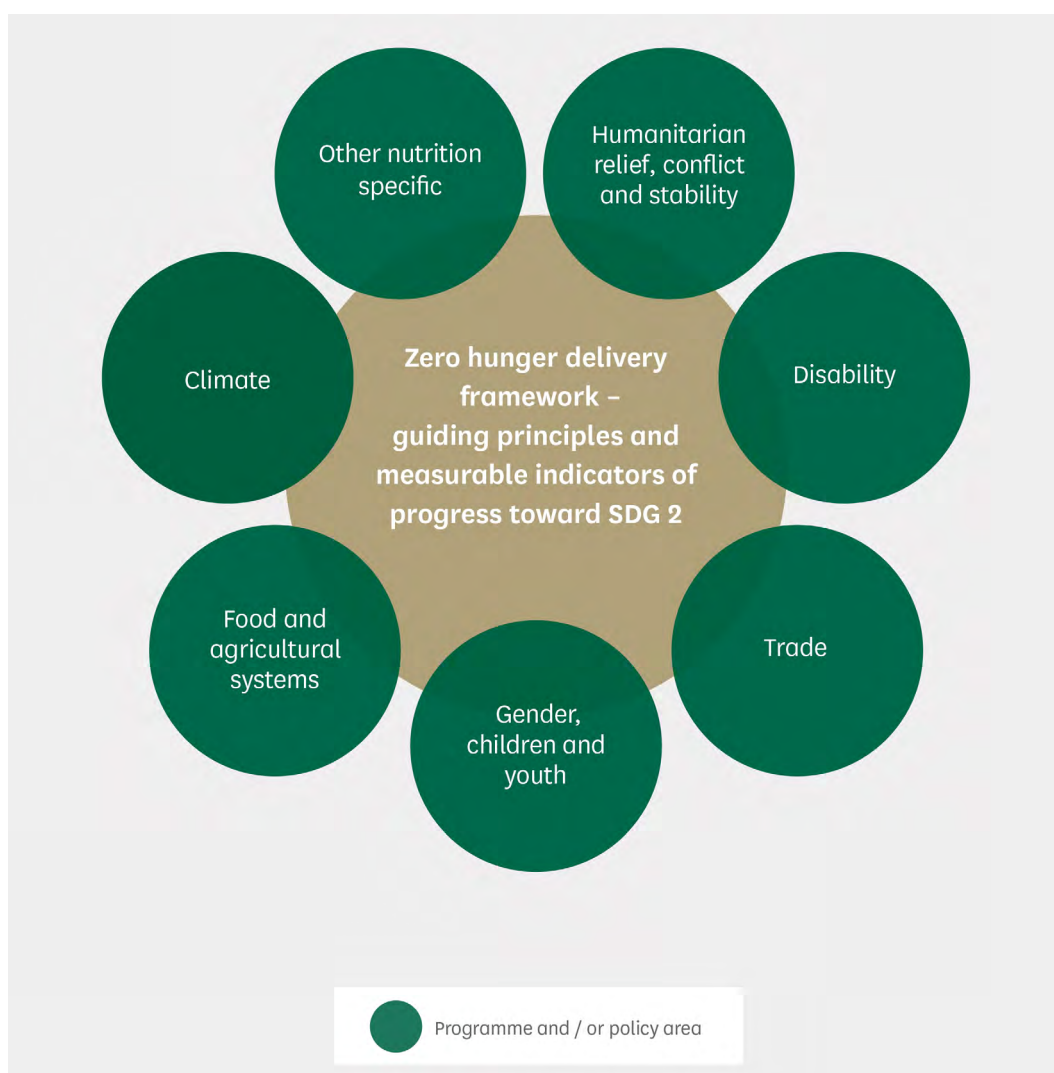 Other nutrition
specific
Humanitarian
relief, conflict
and stability
Climate
Zero hunger delivery
framework –
guiding principles and
measurable indicators of
progress toward SDG 2
Disability
Food and
agricultural
systems
Gender,
children and
youth
Trade
Programme and / or policy area